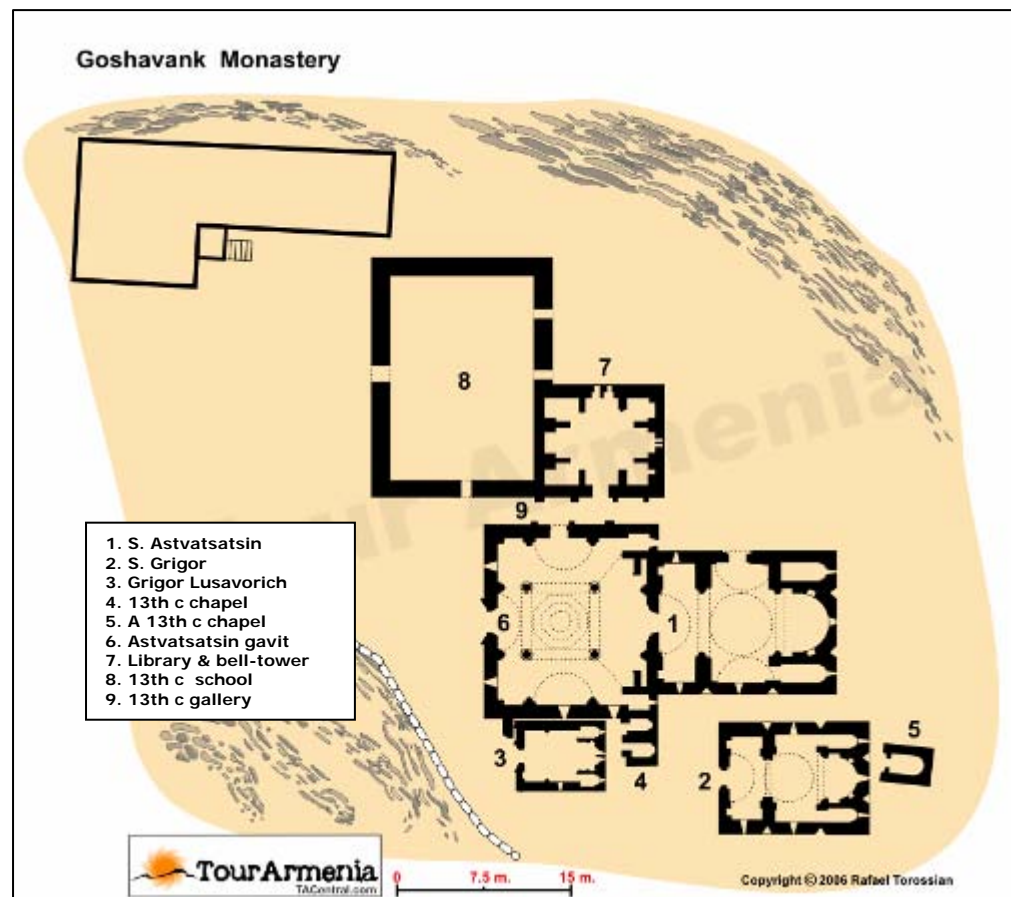 Goshavank Monastery
8
7
9
6
1
3
4
2
5
Tour Armenia
1. S. Astvatsatsin
2. S. Grigor
3. Grigor Lusavorich
4. 13th c chapel
5. A 13th c chapel
6. Astvatsatsin gavit
7. Library & bell-tower
8. 13th c school
9. 13th c gallery
TourArmenia
TACentral.com
0 7.5 m. 15 m.
Copyright © 2006 Rafael Torossian